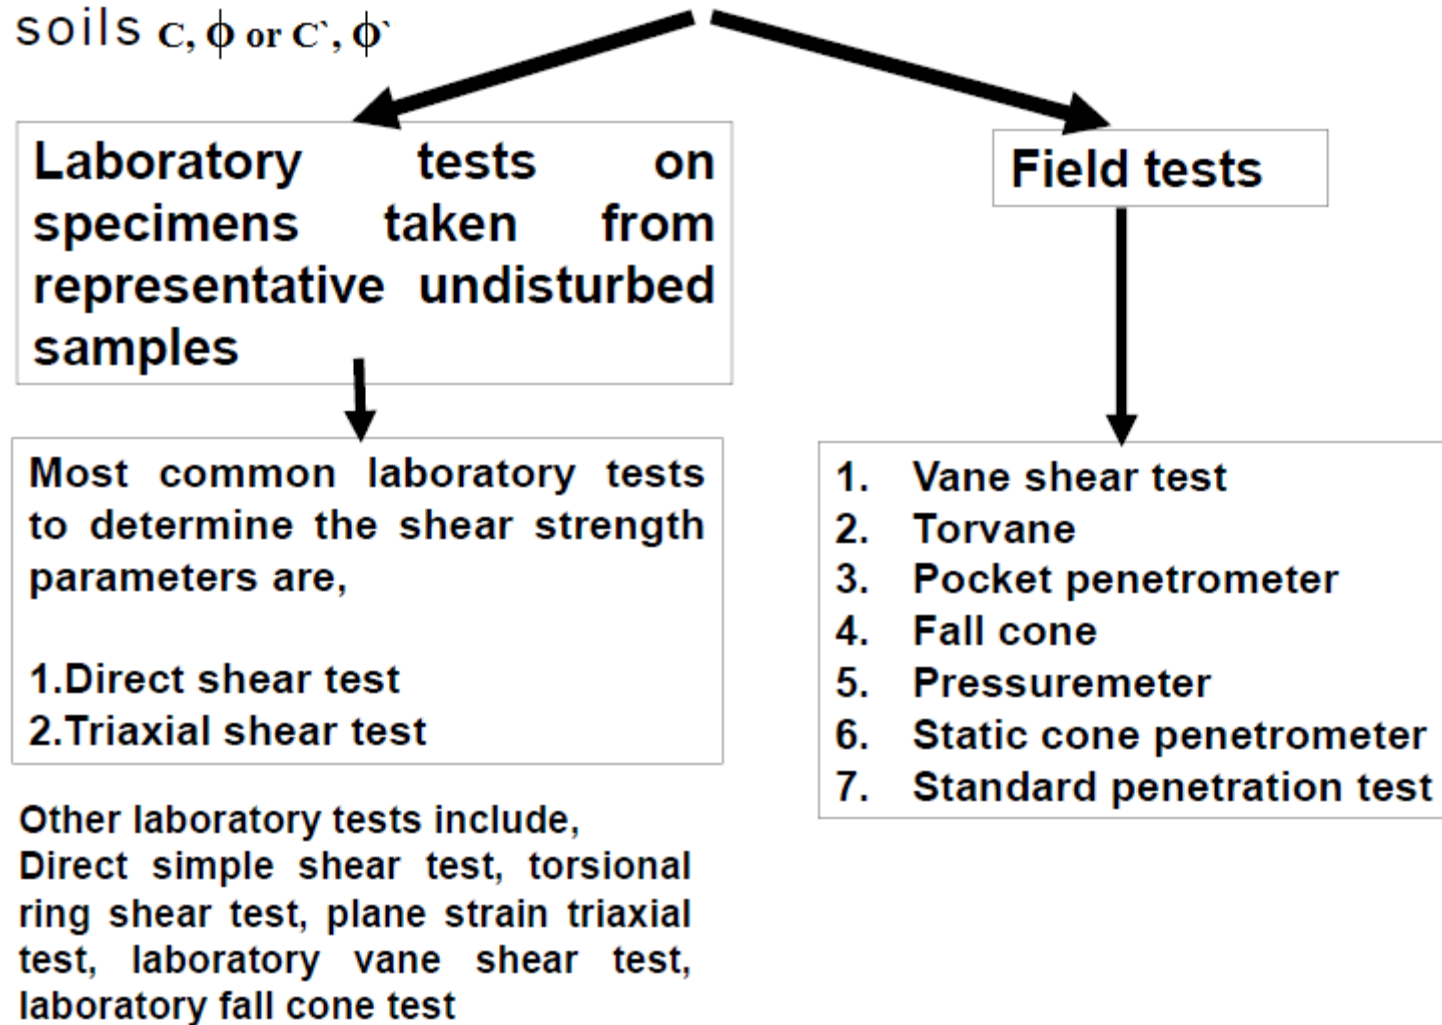 soils C, ϕ or C`, ϕ`
Laboratory tests on
specimens taken from
representative undisturbed
samples
Field tests
Most common laboratory tests
to determine the shear strength
parameters are,
1.Direct shear test
2.Triaxial shear test
1. Vane shear test
2. Torvane
3. Pocket penetrometer
4. Fall cone
5. Pressuremeter
6. Static cone penetrometer
7. Standard penetration test
Other laboratory tests include,
Direct simple shear test, torsional
ring shear test, plane strain triaxial
test, laboratory vane shear test,
laboratory fall cone test